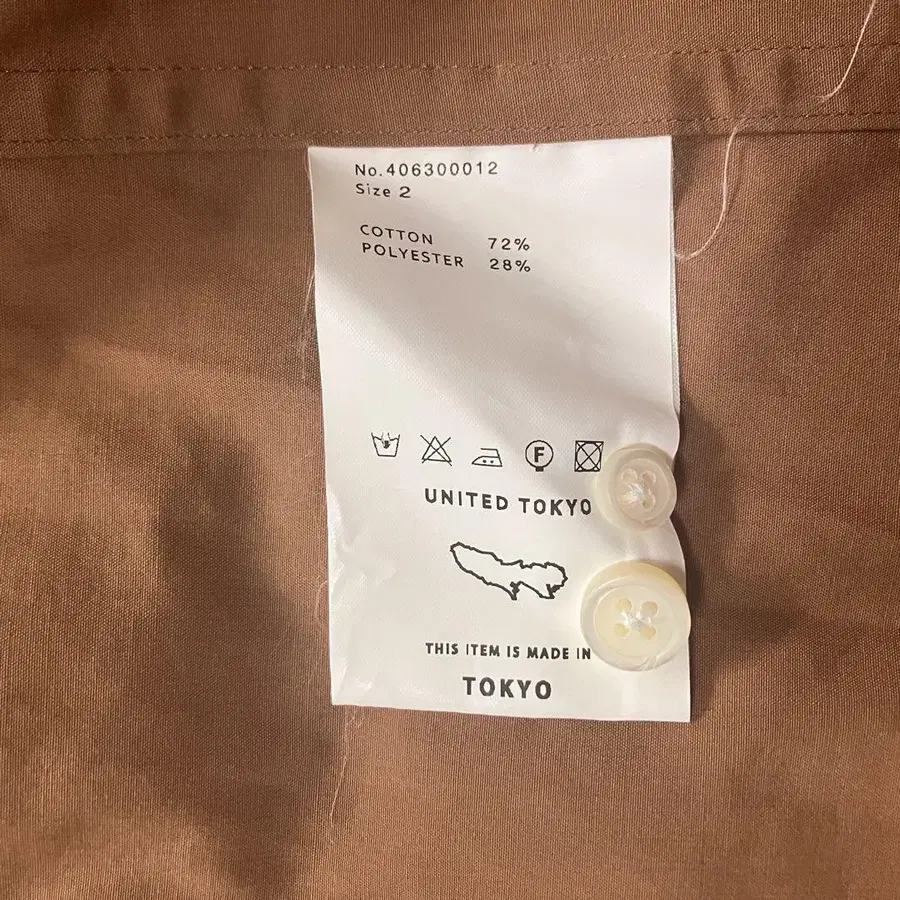 No.406300012
Size 2
COTTON 72%
POLYESTER 28%
F
UNITED TOKYO
THIS ITEM IS MADE IN
TOKYO